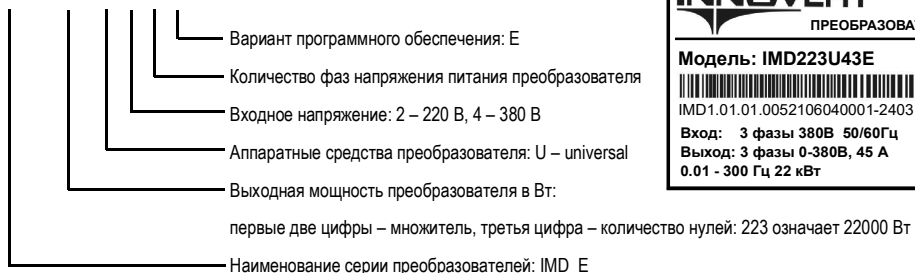 Вариант программного обеспечения: E
Количество фаз напряжения питания преобразователя
Входное напряжение: 2 – 220 В, 4 – 380 В
Аппаратные средства преобразователя: U – universal
Выходная мощность преобразователя в Вт:
первые две цифры – множитель, третья цифра – количество нулей: 223 означает 22000 Вт
Наименование серии преобразователей: IMD_E
ПРЕОБРАЗОВА
Модель: IMD223U43E
IMD1.01.01.0052106040001-2403
Вход: 3 фазы 380В 50/60Гц
Выход: 3 фазы 0-380В, 45 А
0.01 - 300 Гц 22 кВт